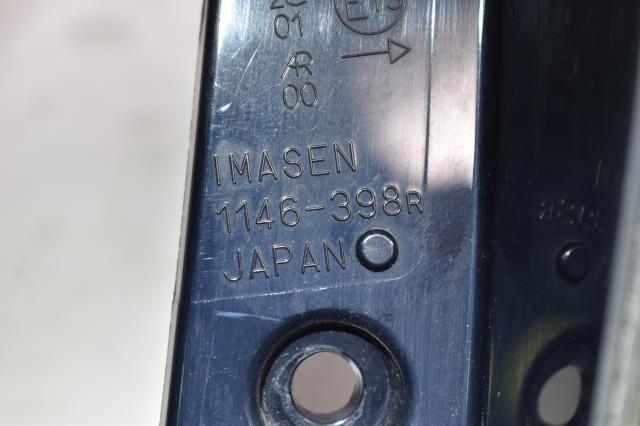 01
AR
00
IMASEN
1146-398R
JAPAN